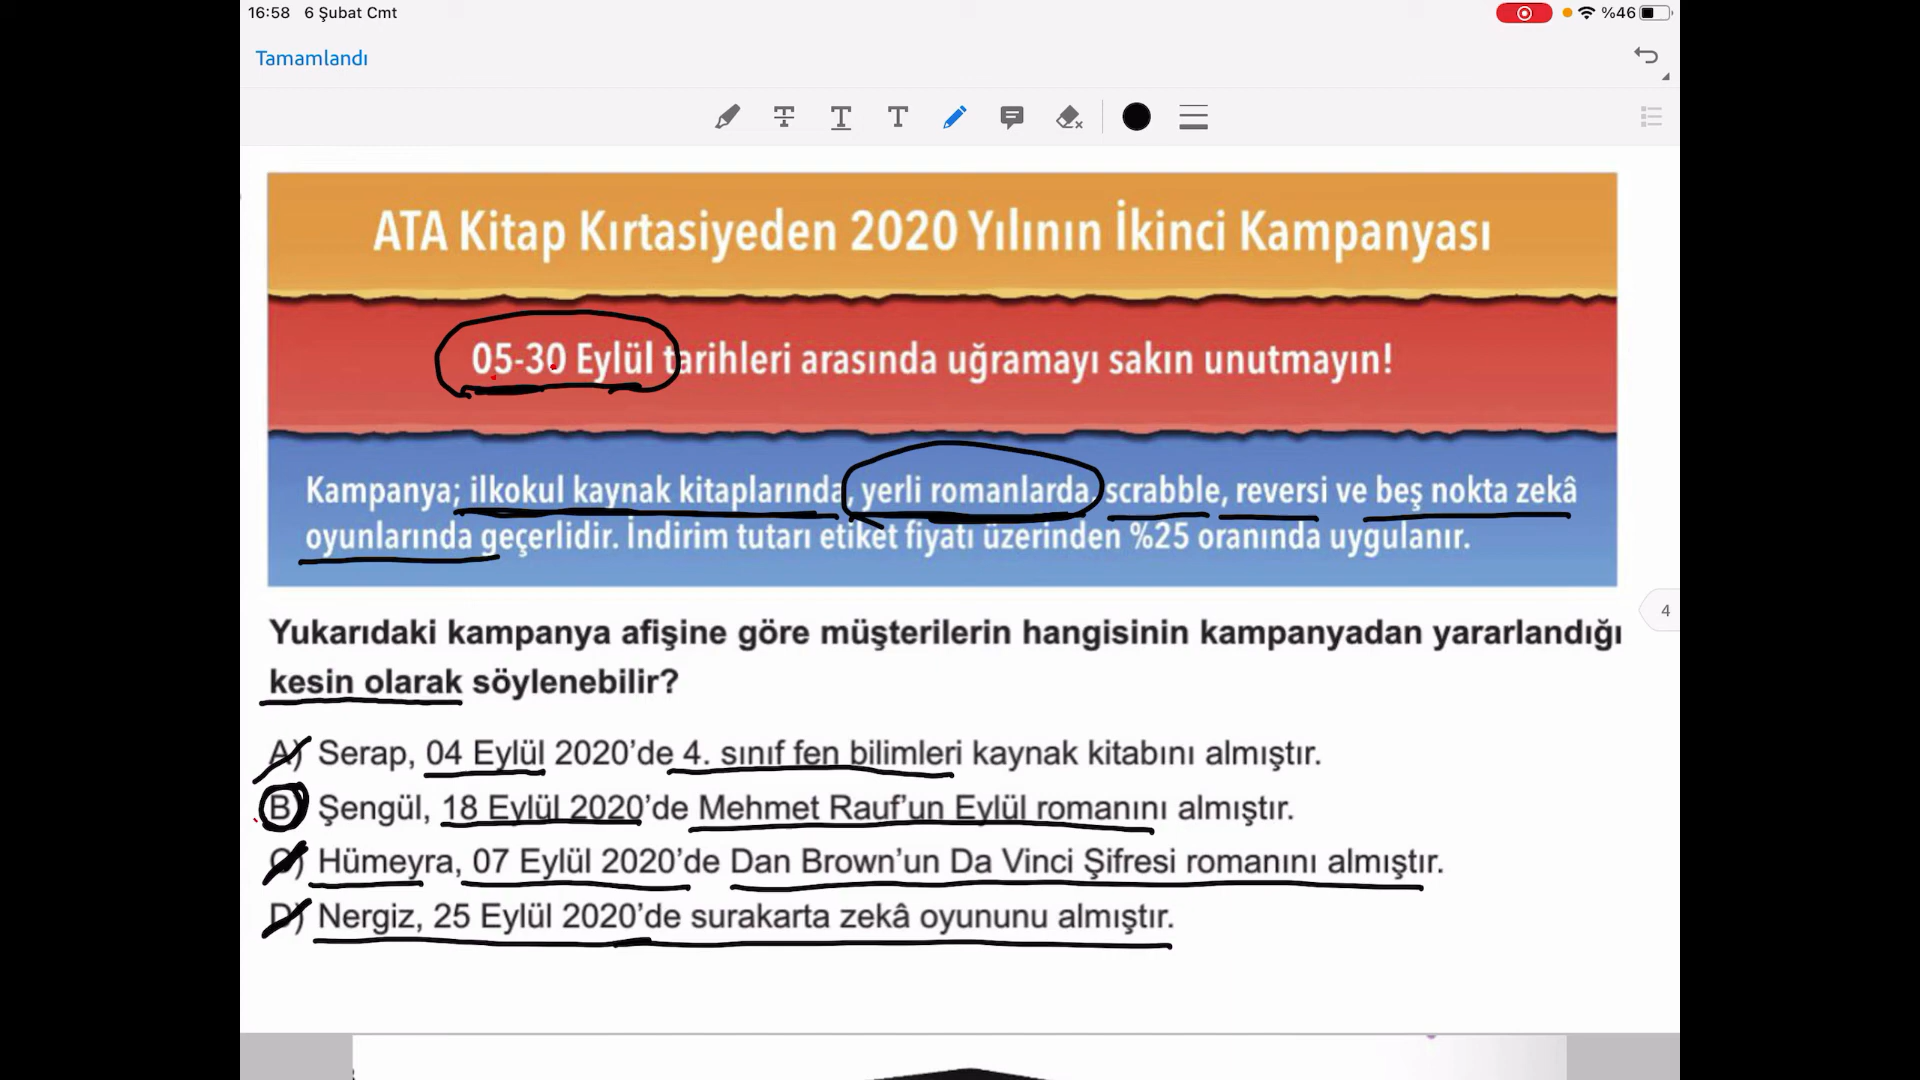 16:58 6 Şubat Cmt
%46
Tamamlandı
ATA Kitap Kırtasiyeden 2020 Yılının İkinci Kampanyası
05-30 Eylül tarihleri arasında uğramayı sakın unutmayın!
Kampanya; ilkokul kaynak kitaplarında, yerli romanlarda, scrabble, reversi ve beş nokta zekâ
oyunlarında geçerlidir. İndirim tutarı etiket fiyatı üzerinden %25 oranında uygulanır.
4
Yukarıdaki kampanya afişine göre müşterilerin hangisinin kampanyadan yararlandığı
kesin olarak söylenebilir?
A) Serap, 04 Eylül 2020’de 4. sınıf fen bilimleri kaynak kitabını almıştır.
B) Şengül, 18 Eylül 2020’de Mehmet Rauf’un Eylül romanını almıştır.
C) Hümeyra, 07 Eylül 2020’de Dan Brown’un Da Vinci Şifresi romanını almıştır.
D) Nergiz, 25 Eylül 2020’de surakarta zekâ oyununu almıştır.